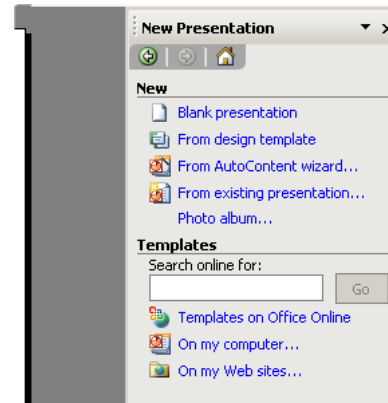 New Presentation
New
Blank presentation
From design template
From AutoContent wizard...
From existing presentation...
Photo album...
Templates
Search online for:
Go
Templates on Office Online
On my computer...
On my Web sites...